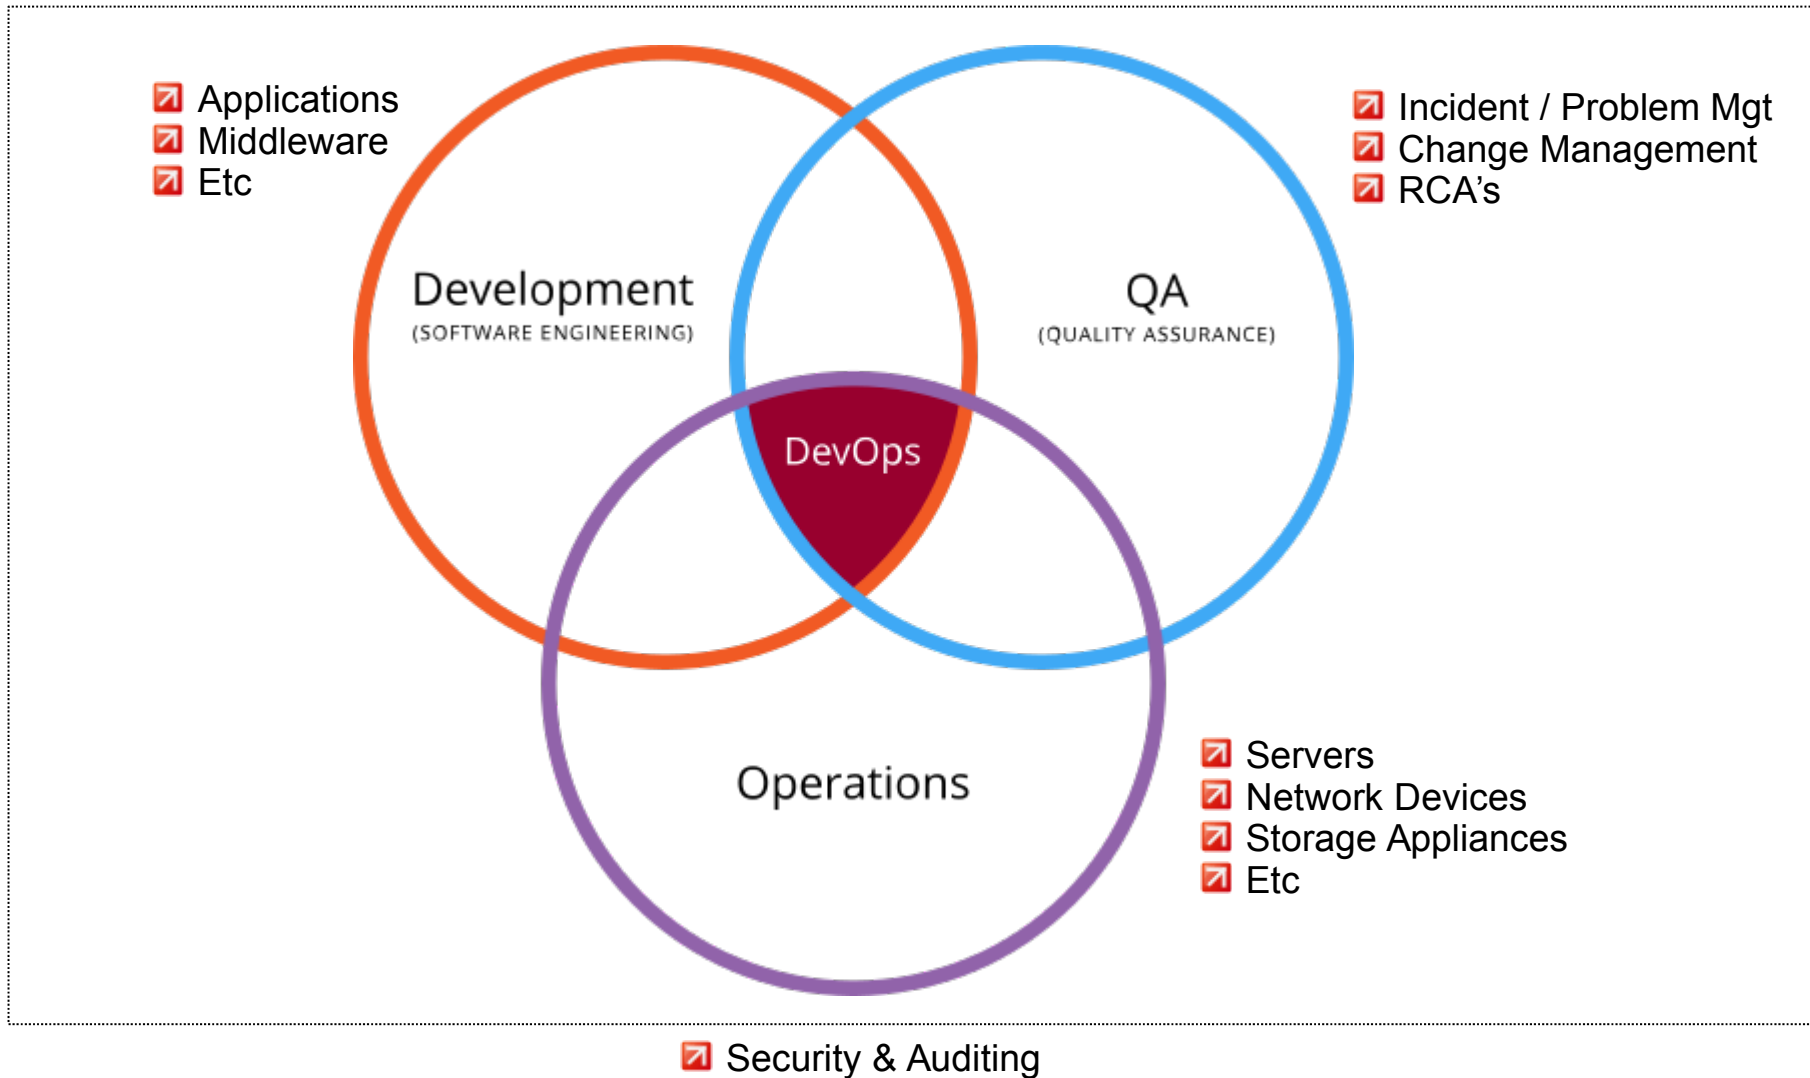 Applications
Middleware
Etc
Incident / Problem Mgt
Change Management
RCA’s
Development
(SOFTWARE ENGINEERING)
QA
(QUALITY ASSURANCE)
DevOps
Operations
Servers
Network Devices
Storage Appliances
Etc
Security & Auditing